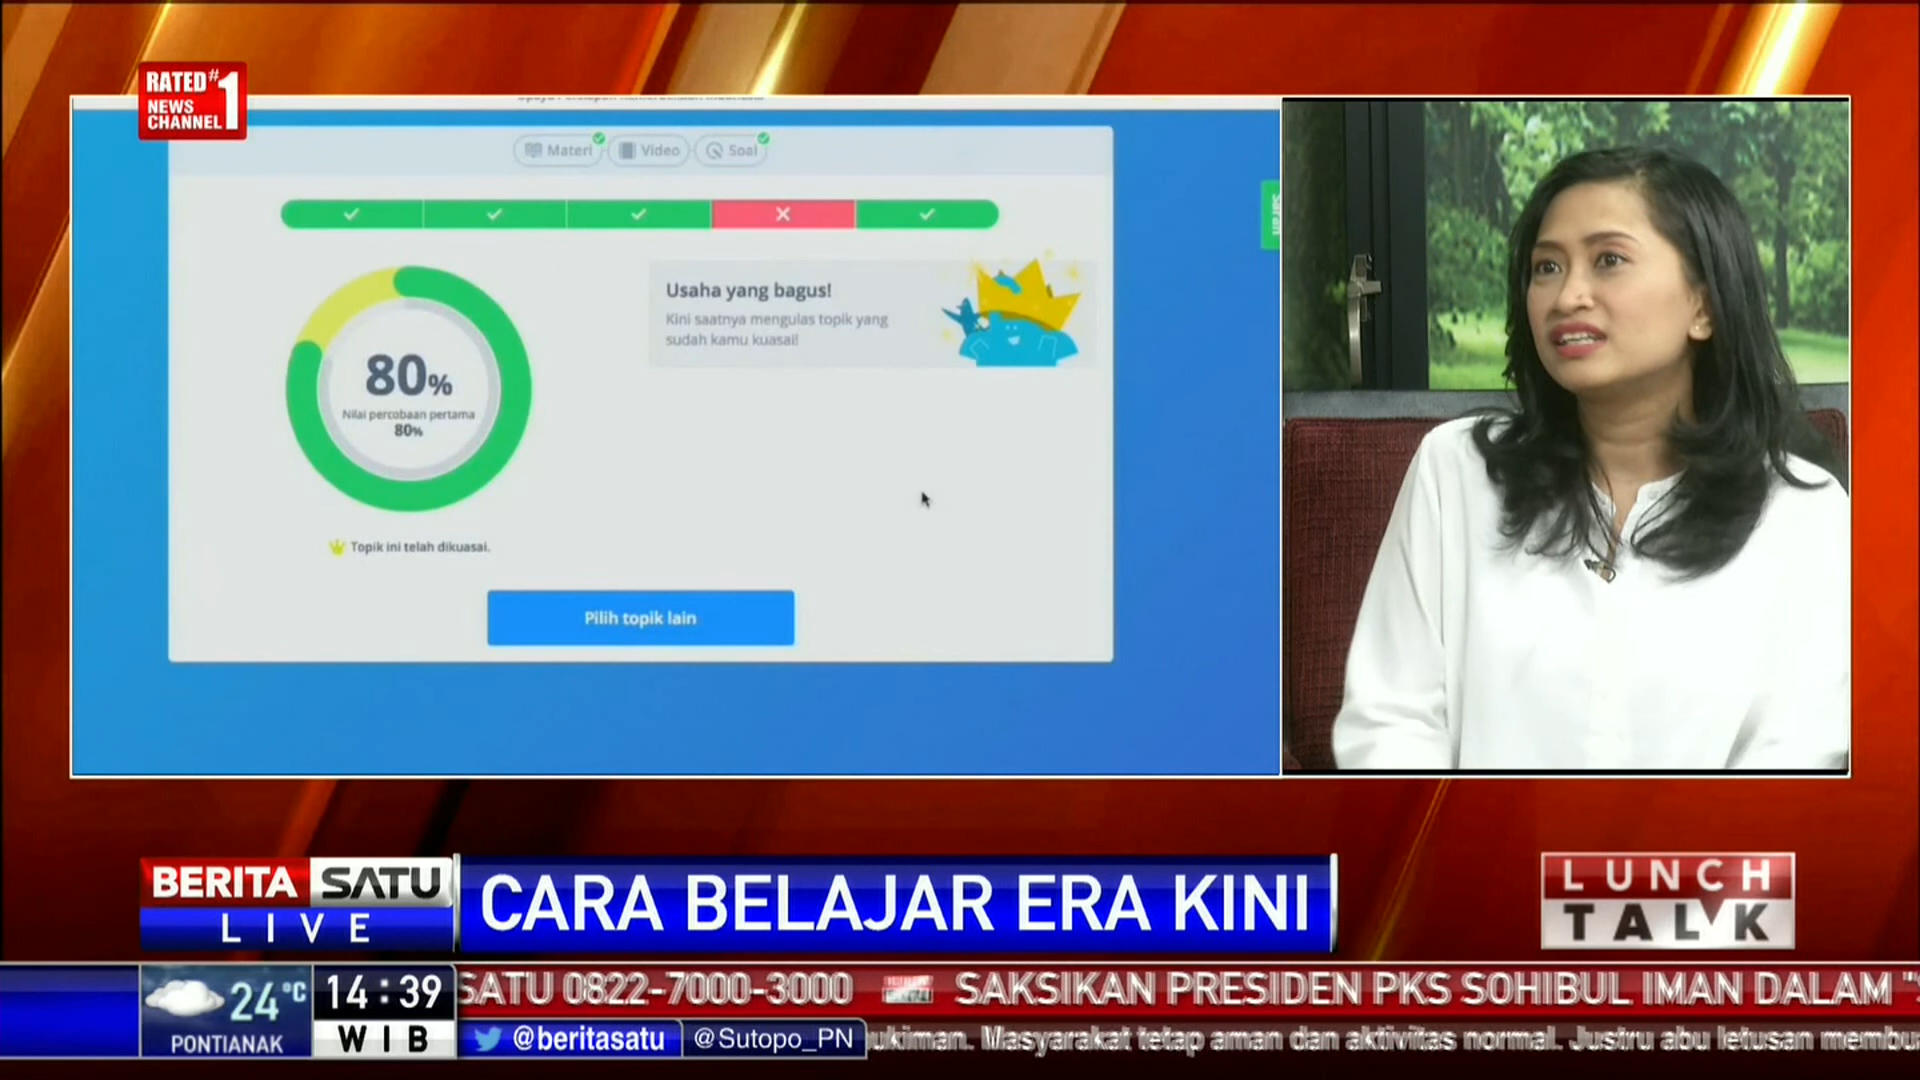 RATED #1
NEWS
CHANNEL
Materi
Video
Soal
Usaha yang bagus!
Kini saatnya mengulas topik yang
sudah kamu kuasai!
80%
Nilai percobaan pertama
80%
Topik ini telah dikuasai.
Pilih topik lain
BERITA SATU
LIVE
CARA BELAJAR ERA KINI
LUNCH
TALK
24°C
PONTIANAK
14:39
WIB
SATU 0822-7000-3000
SAKSIKAN PRESIDEN PKS SOHIBUL IMAN DALAM "
@beritasatu
@Sutopo_PN
ukiman. Masyarakat tetap aman dan aktivitas normal. Justru abu letusan membu